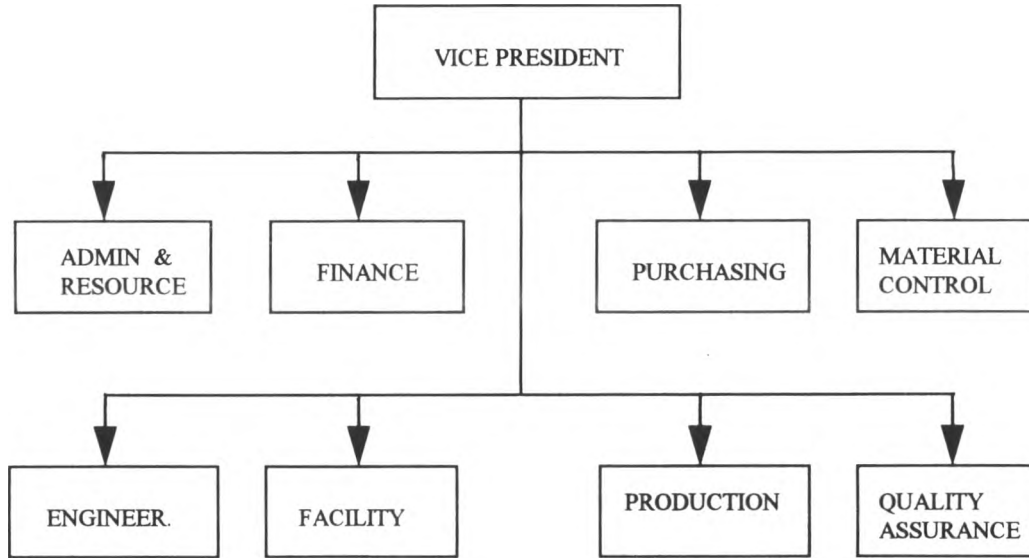 VICE PRESIDENT
ADMIN &
RESOURCE
FINANCE
PURCHASING
MATERIAL
CONTROL
ENGINEER.
FACILITY
PRODUCTION
QUALITY
ASSURANCE